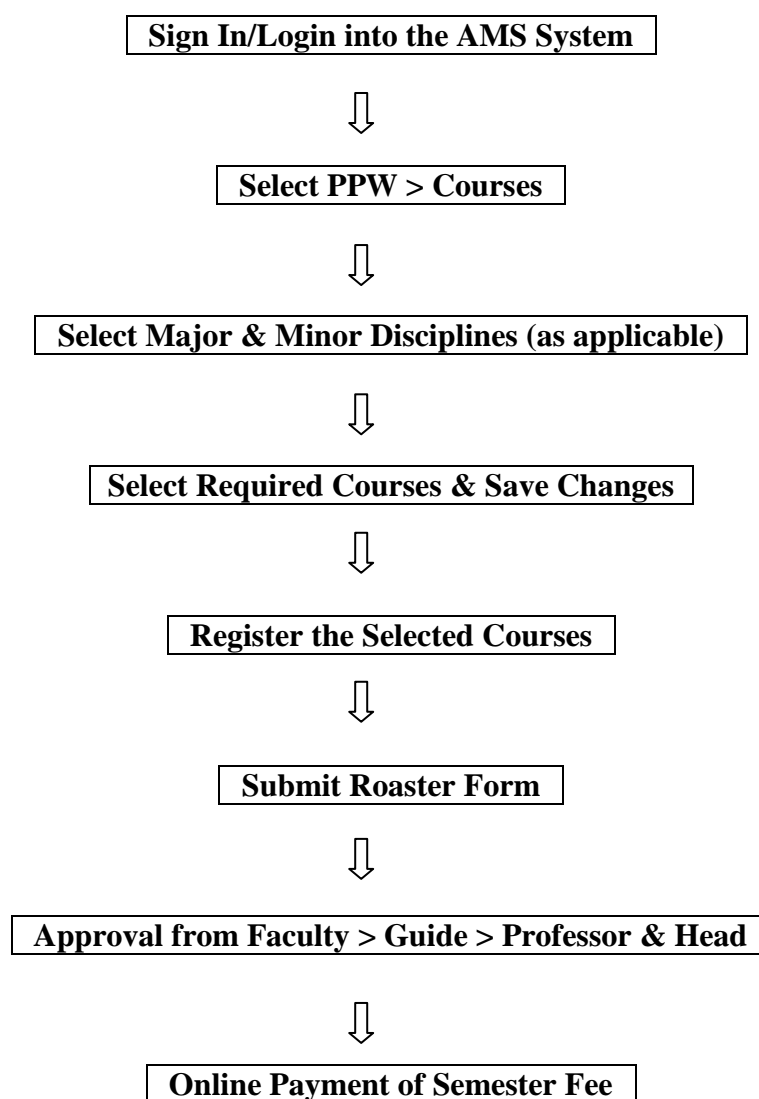 Sign In/Login into the AMS System
Select PPW > Courses
Select Major & Minor Disciplines (as applicable)
Select Required Courses & Save Changes
Register the Selected Courses
Submit Roaster Form
Approval from Faculty > Guide > Professor & Head
Online Payment of Semester Fee